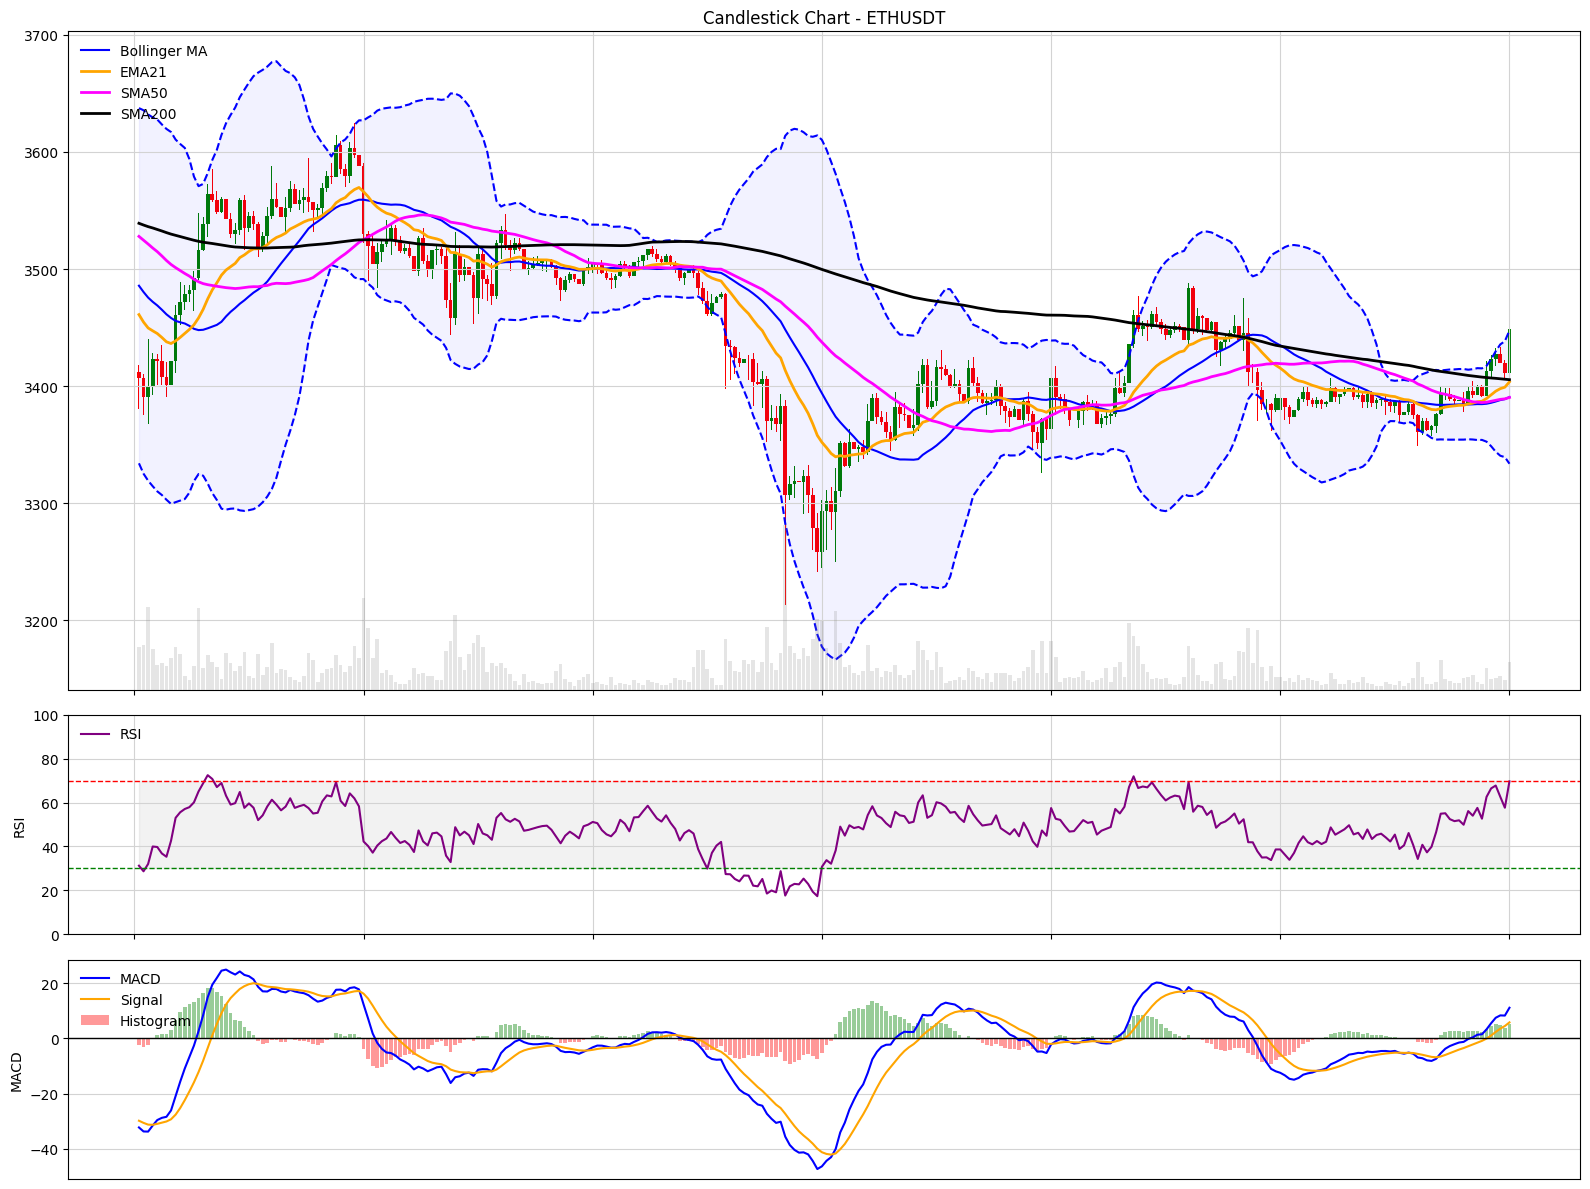 Candlestick Chart - ETHUSDT
3700
3600
3500
3400
3300
3200
Bollinger MA
EMA21
SMA50
SMA200
100
80
60
40
20
0
RSI
RSI
20
0
−20
−40
MACD
MACD
Signal
Histogram